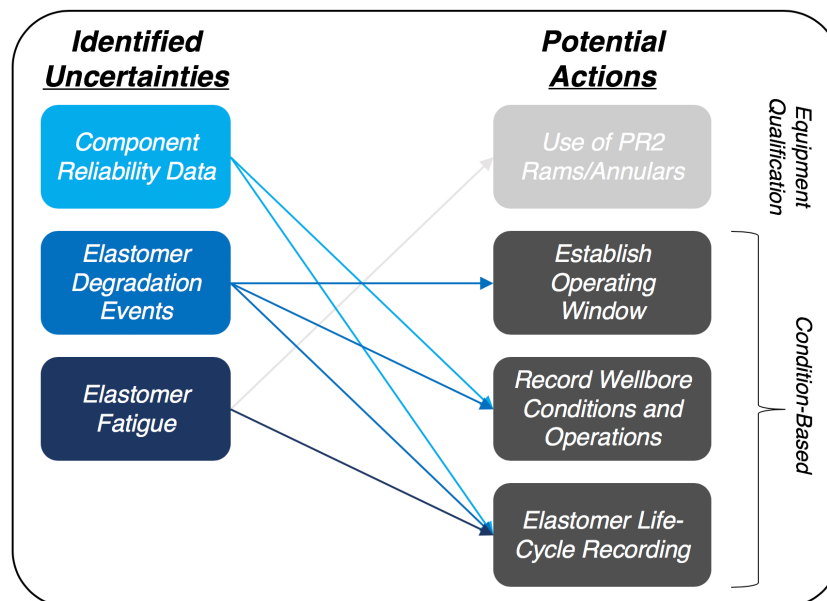 Identified
Uncertainties
Potential
Actions
Component
Reliability Data
Use of PR2
Rams/Annulars
Equipment
Qualification
Elastomer
Degradation
Events
Establish
Operating
Window
Elastomer
Fatigue
Record Wellbore
Conditions and
Operations
Condition-Based
Elastomer Life-
Cycle Recording